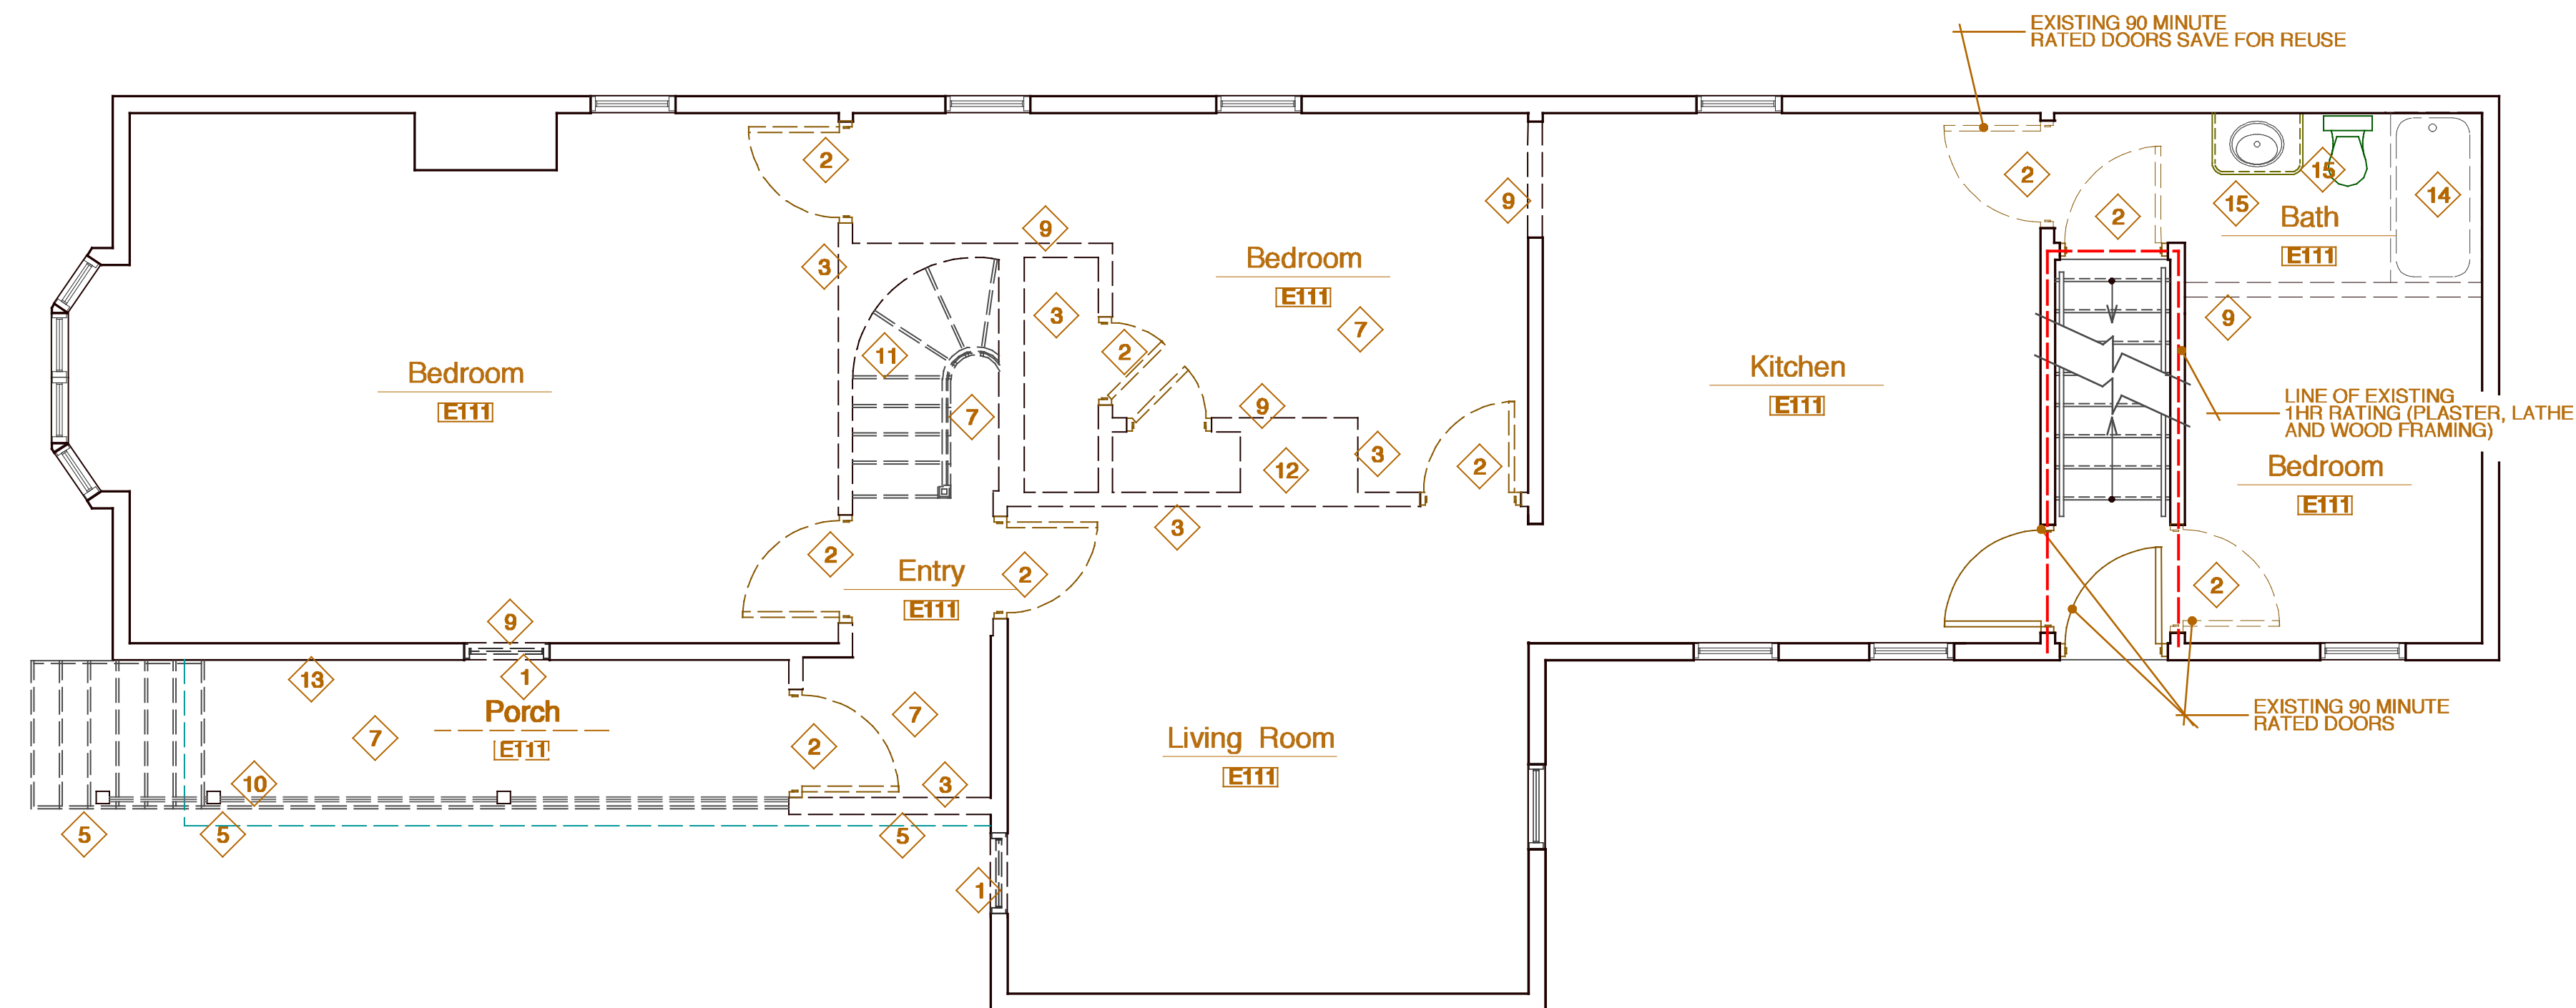 EXISTING 90 MINUTE
RATED DOORS SAVE FOR REUSE
2
2
2
15
14
15
Bath
E111
9
9
3
Bedroom
E111
3
7
9
11
2
Kitchen
E111
Bedroom
E111
7
9
LINE OF EXISTING
1HR RATING (PLASTER, LATHE
AND WOOD FRAMING)
3
2
12
Bedroom
E111
3
2
Entry
E111
2
2
9
1
13
Porch
E111
7
7
2
Living Room
E111
EXISTING 90 MINUTE
RATED DOORS
10
3
5
5
5
1